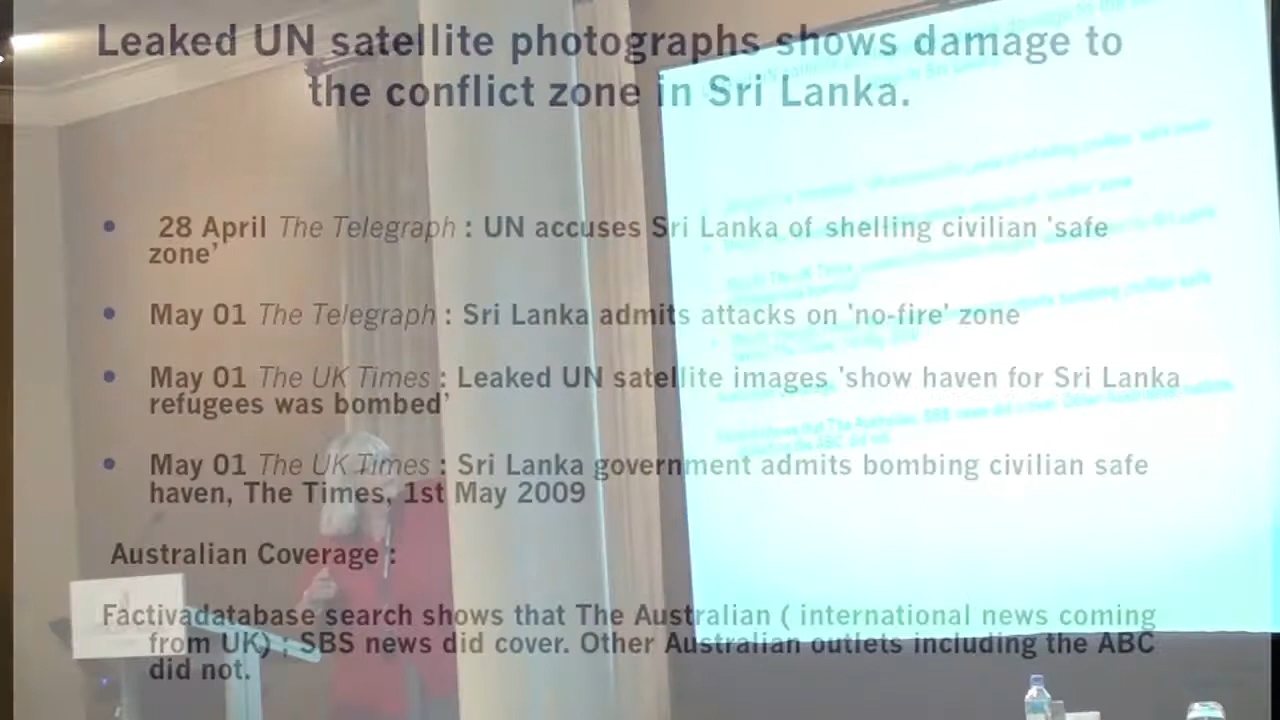 Leaked UN satellite photographs shows damage to
the conflict zone in Sri Lanka.
• 28 April The Telegraph : UN accuses Sri Lanka of shelling civilian 'safe
zone’
• May 01 The Telegraph : Sri Lanka admits attacks on 'no-fire' zone
• May 01 The UK Times : Leaked UN satellite images 'show haven for Sri Lanka
refugees was bombed’
• May 01 The UK Times : Sri Lanka government admits bombing civilian safe
haven, The Times, 1st May 2009
Australian Coverage :
Factivadatabase search shows that The Australian ( international news coming
from UK) ; SBS news did cover. Other Australian outlets including the ABC
did not.